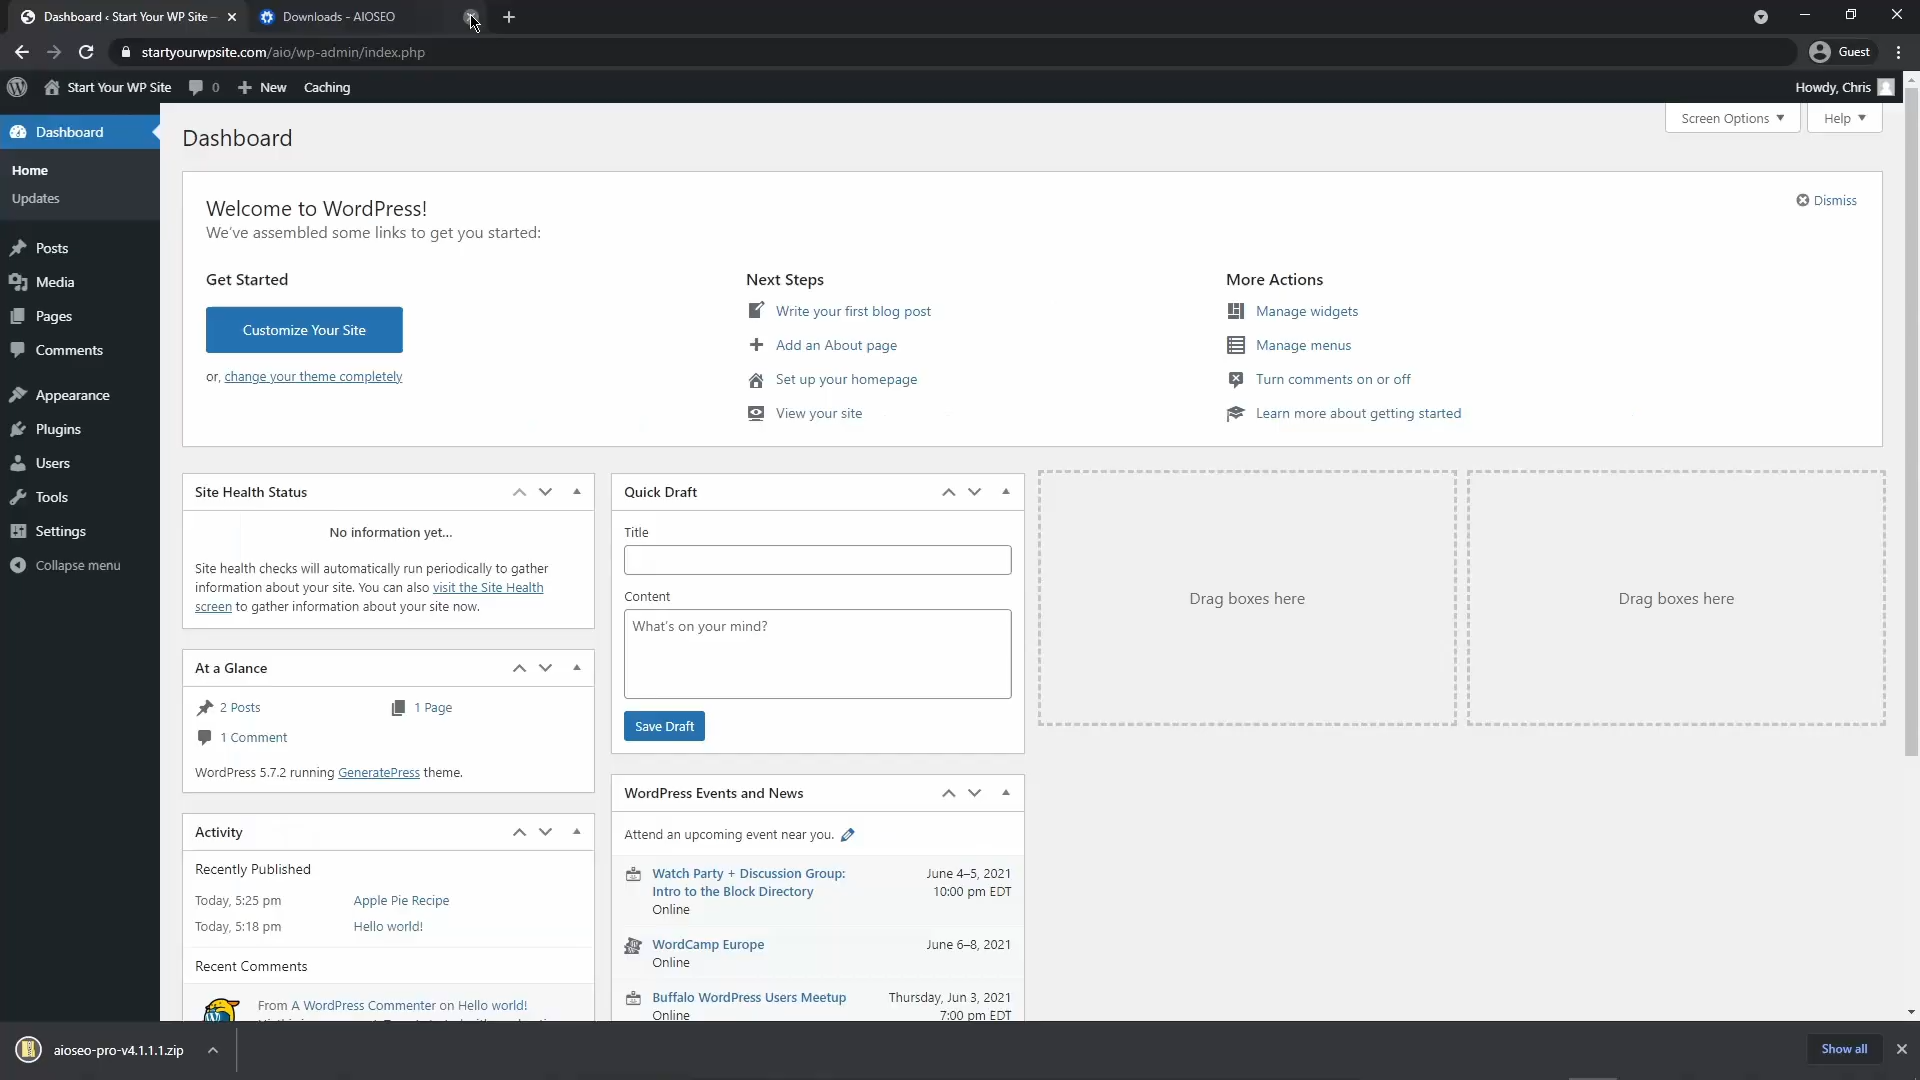 Dashboard ‹ Start Your WP Site –
Downloads - AIOSEO
startyourwpsite.com/aio/wp-admin/index.php
Guest
Start Your WP Site
0
New
Caching
Howdy, Chris
Dashboard
Home
Updates
Posts
Media
Pages
Comments
Appearance
Plugins
Users
Tools
Settings
Collapse menu
Dashboard
Screen Options
Help
Welcome to WordPress!
We've assembled some links to get you started:
Dismiss
Get Started
Customize Your Site
or, change your theme completely
Next Steps
Write your first blog post
Add an About page
Set up your homepage
View your site
More Actions
Manage widgets
Manage menus
Turn comments on or off
Learn more about getting started
Site Health Status
No information yet...
Site health checks will automatically run periodically to gather
information about your site. You can also visit the Site Health
screen to gather information about your site now.
At a Glance
2 Posts
1 Page
1 Comment
WordPress 5.7.2 running GeneratePress theme.
Activity
Recently Published
Today, 5:25 pm Apple Pie Recipe
Today, 5:18 pm Hello world!
Recent Comments
From A WordPress Commenter on Hello world!
Quick Draft
Title
Content
What's on your mind?
Save Draft
WordPress Events and News
Attend an upcoming event near you.
Watch Party + Discussion Group: June 4–5, 2021
Intro to the Block Directory 10:00 pm EDT
Online
WordCamp Europe June 6–8, 2021
Online
Buffalo WordPress Users Meetup Thursday, Jun 3, 2021
Online 7:00 pm EDT
Drag boxes here
Drag boxes here
aioseo-pro-v4.1.1.1.zip
Show all